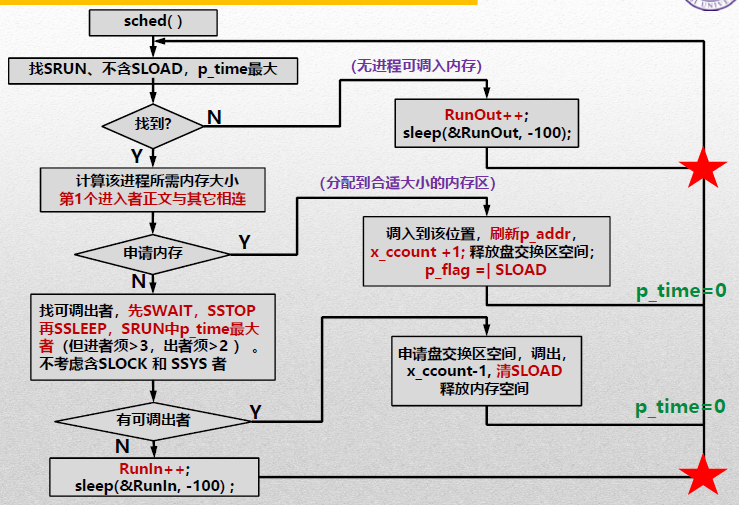 sched( )
找SRUN、不含SLOAD，p_time最大
(无进程可调入内存)
找到?
N
RunOut++;
sleep(&RunOut, -100);
Y
计算该进程所需内存大小
第1个进入者正文与其它相连
(分配到合适大小的内存区)
申请内存
Y
调入到该位置，刷新p_addr，
x_ccount +1; 释放盘交换区空间；
p_flag =| SLOAD
N
p_time=0
找可调出者，先SWAIT，SSTOP
再SSLEEP，SRUN中p_time最大
者（但进者须>3，出者须>2 ）。
不考虑含SLOCK 和 SSYS 者
申请盘交换区空间，调出，
x_ccount-1, 清SLOAD
释放内存空间
p_time=0
有可调出者
Y
N
RunIn++;
sleep(&RunIn, -100) ;